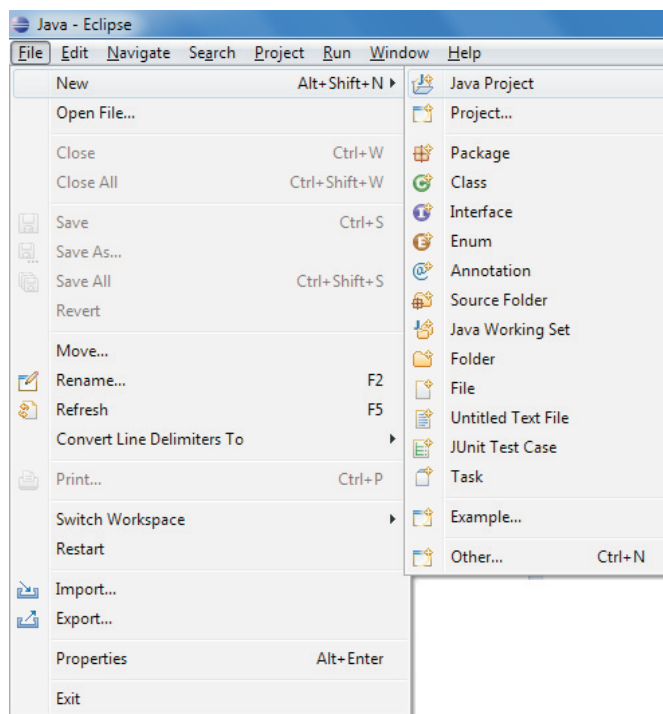 Java - Eclipse
File Edit Navigate Search Project Run Window Help
New Alt+Shift+N
Open File...
Close Ctrl+W
Close All Ctrl+Shift+W
Save Ctrl+S
Save As...
Save All Ctrl+Shift+S
Revert
Move...
Rename... F2
Refresh F5
Convert Line Delimiters To
Print... Ctrl+P
Switch Workspace
Restart
Import...
Export...
Properties Alt+Enter
Exit
Java Project
Project...
Package
Class
Interface
Enum
Annotation
Source Folder
Java Working Set
Folder
File
Untitled Text File
JUnit Test Case
Task
Example...
Other... Ctrl+N